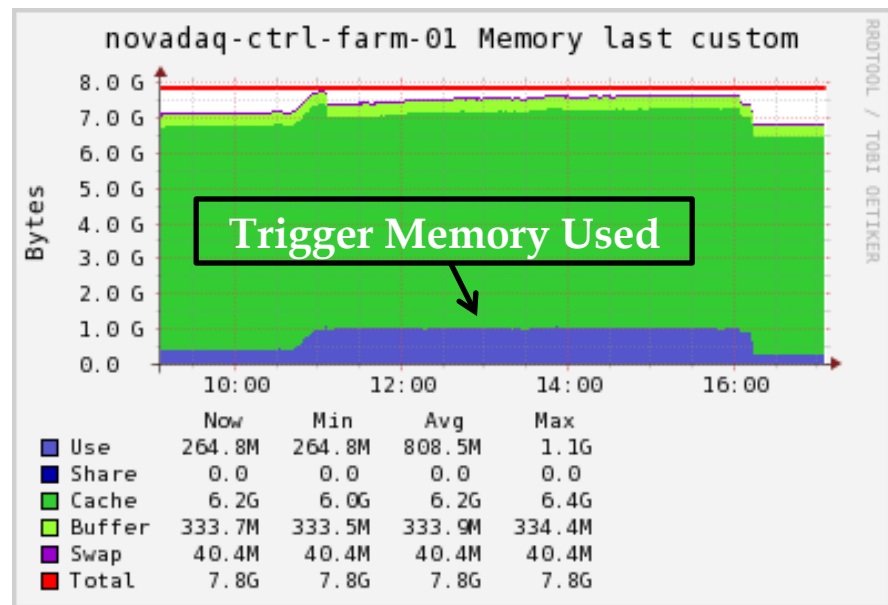 novadaq-ctrl-farm-01 Memory last custom
RRDTOOL / TOBI OETIKER
Bytes
8.0 G
7.0 G
6.0 G
5.0 G
4.0 G
3.0 G
2.0 G
1.0 G
0.0
Trigger Memory Used
10:00 12:00 14:00 16:00
Now Min Avg Max
Use 264.8M 264.8M 808.5M 1.1G
Share 0.0 0.0 0.0 0.0
Cache 6.2G 6.0G 6.2G 6.4G
Buffer 333.7M 333.5M 333.9M 334.4M
Swap 40.4M 40.4M 40.4M 40.4M
Total 7.8G 7.8G 7.8G 7.8G